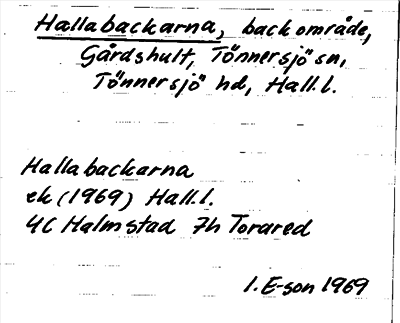 Hallabackarna, backområde,
Gårdshult, Tönnersjö sn,
Tönnersjö hd, Hall.l.
Hallabackarna
ek (1969) Hall.l.
4C Halmstad 7h Torared
I. E-son 1969